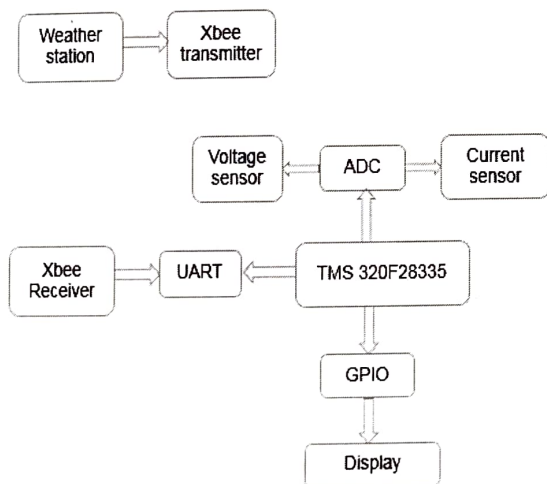 Weather
station
Xbee
transmitter
Voltage
sensor
ADC
Current
sensor
Xbee
Receiver
UART
TMS 320F28335
GPIO
Display